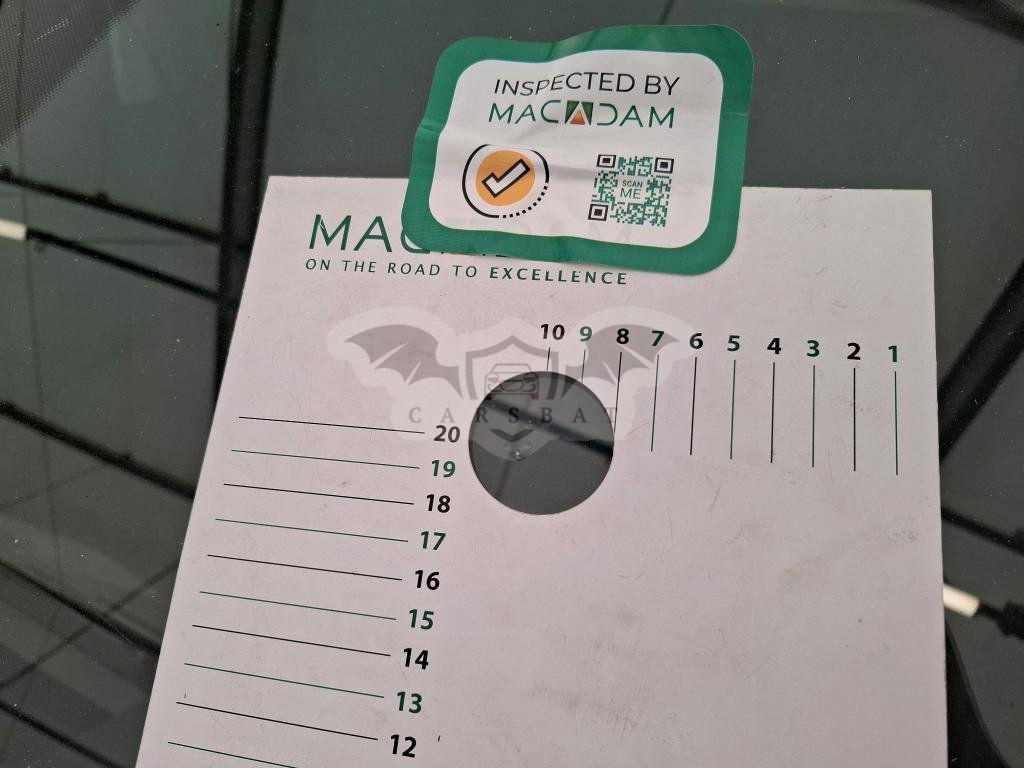 INSPECTED BY
MACADAM
SCAN
ME
MAC
ON THE ROAD TO EXCELLENCE
10 9 8 7 6 5 4 3 2 1
CARSBAT
20
19
18
17
16
15
14
13
12